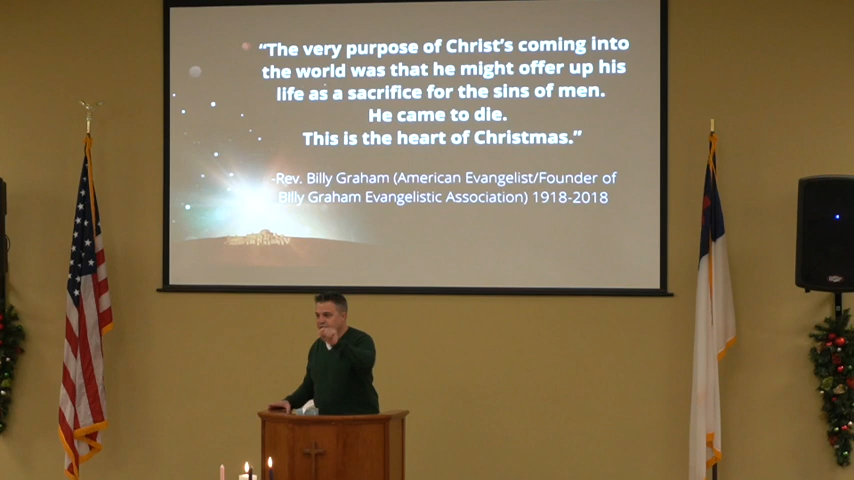 “The very purpose of Christ’s coming into
the world was that he might offer up his
life as a sacrifice for the sins of men.
He came to die.
This is the heart of Christmas.”
-Rev. Billy Graham (American Evangelist/Founder of
Billy Graham Evangelistic Association) 1918-2018